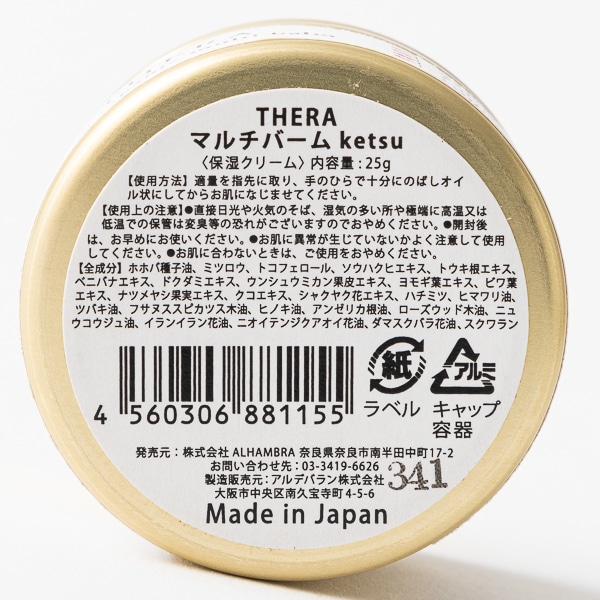 THERA
マルチバーム ketsu
〈保湿クリーム〉内容量：25g
【使用方法】適量を指先に取り、手のひらで十分にのばしオイ
ル状にしてからお肌になじませてください。
【使用上の注意】●直接日光や火気のそば、湿気の多い所や極端に高温又は
低温での保管は変臭等の恐れがございますのでおやめください。●開封後
は、お早めにお使いください。●お肌に異常が生じていないかよく注意して使用
してください。●お肌に合わないときは、ご使用をおやめください。
【全成分】ホホバ種子油、ミツロウ、トコフェロール、ソウハクヒエキス、トウキ根エキス、
ベニバナエキス、ドクダミエキス、ウンシュウミカン果皮エキス、ヨモギ葉エキス、ビワ葉
エキス、ナツメヤシ果実エキス、クコエキス、シャクヤク花エキス、ハチミツ、ヒマワリ油、
ツバキ油、フサヌススピカツス木油、ヒノキ油、アンゼリカ根油、ローズウッド木油、ニュ
ウコウジュ油、イランイラン花油、ニオイテンジクアオイ花油、ダマスクバラ花油、スクワラン
4 560306 881155
紙
ラベル
アルミ
キャップ
容器
発売元：株式会社 ALHAMBRA 奈良県奈良市南半田中町17-2
お問い合わせ先：03-3419-6626
製造販売元：アルデバラン株式会社
大阪市中央区南久宝寺町4-5-6
341
Made in Japan